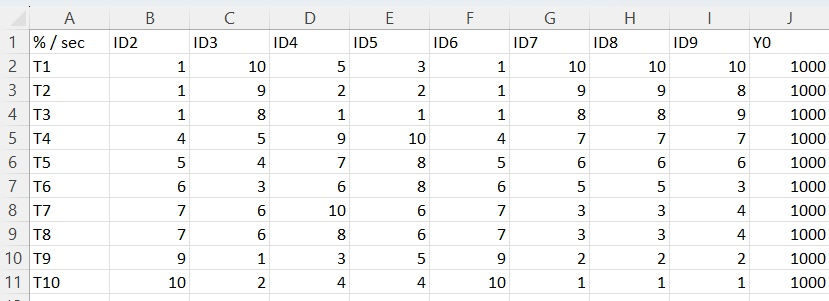 A B C D E F G H I J
1 % / sec ID2 ID3 ID4 ID5 ID6 ID7 ID8 ID9 Y0
2 T1 1 10 5 3 1 10 10 10 1000
3 T2 1 9 2 2 1 9 9 8 1000
4 T3 1 8 1 1 1 8 8 9 1000
5 T4 4 5 9 10 4 7 7 7 1000
6 T5 5 4 7 8 5 6 6 6 1000
7 T6 6 3 6 8 6 5 5 3 1000
8 T7 7 6 10 6 7 3 3 4 1000
9 T8 7 6 8 6 7 3 3 4 1000
10 T9 9 1 3 5 9 2 2 2 1000
11 T10 10 2 4 4 10 1 1 1 1000